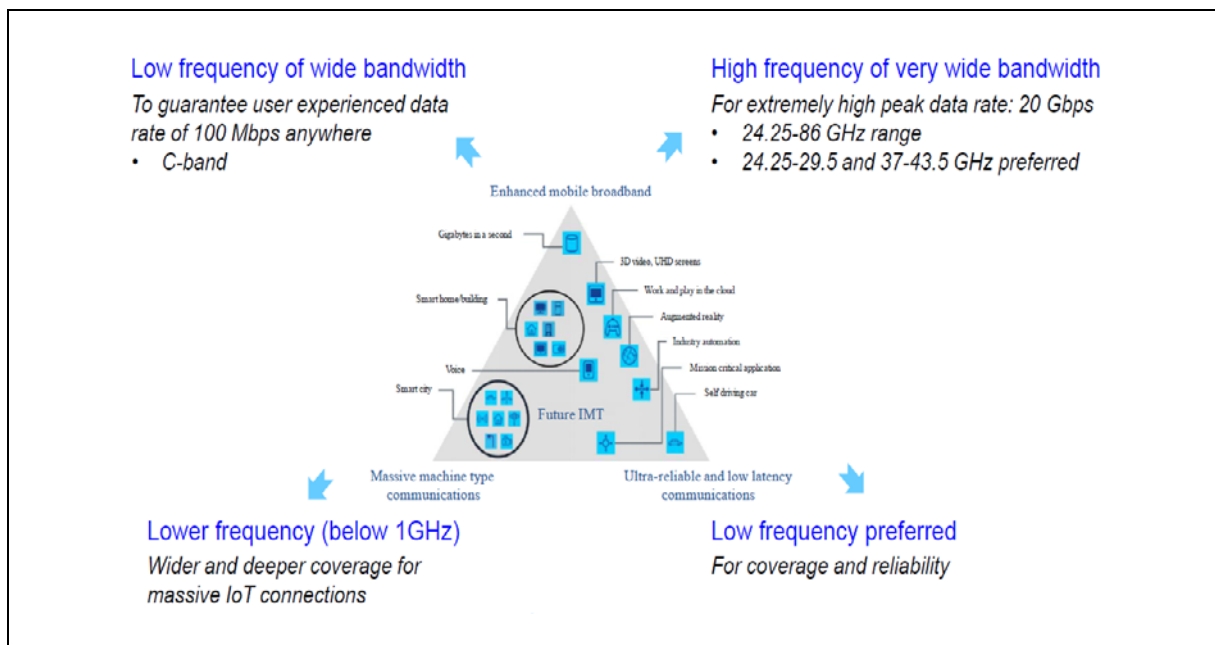 Low frequency of wide bandwidth
To guarantee user experienced data
rate of 100 Mbps anywhere
• C-band
High frequency of very wide bandwidth
For extremely high peak data rate: 20 Gbps
• 24.25-86 GHz range
• 24.25-29.5 and 37-43.5 GHz preferred
Enhanced mobile broadband
Gigabytes in a second
3D video, UHD screens
Smart home/building
Work and play in the cloud
Augmented reality
Industry automation
Voice
Mission critical application
Smart city
Self driving car
Future IMT
Massive machine type
communications
Ultra-reliable and low latency
communications
Lower frequency (below 1GHz)
Wider and deeper coverage for
massive IoT connections
Low frequency preferred
For coverage and reliability